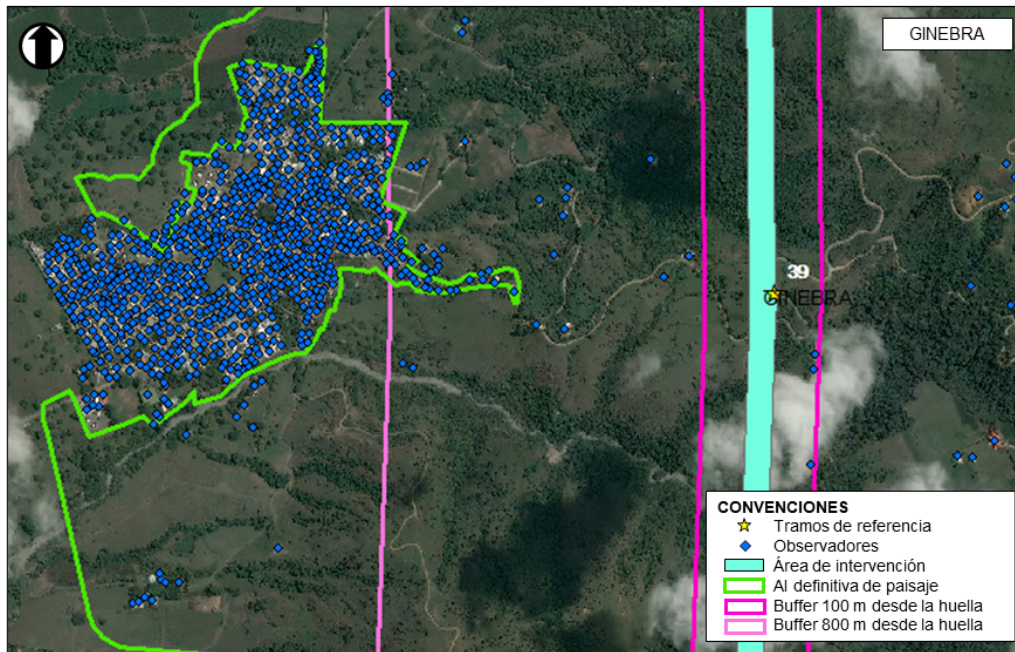 GINEBRA
39
GINEBRA
CONVENCIONES
Tramos de referencia
Observadores
Área de intervención
AI definitiva de paisaje
Buffer 100 m desde la huella
Buffer 800 m desde la huella